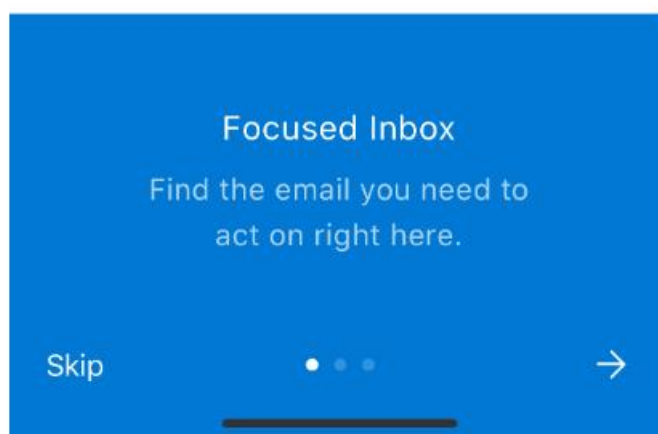 Focused Inbox
Find the email you need to
act on right here.
Skip